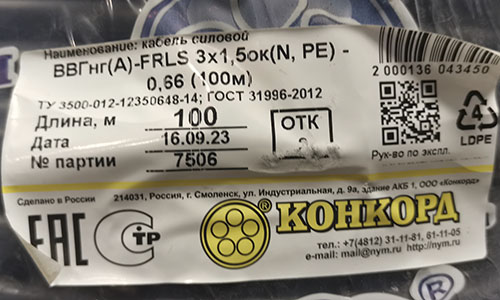 Наименование: кабель силовой
ВВГнг(А)-FRLS 3x1,5ок(N, PE) -
0,66 (100м)
2 000136 043450
ТУ 3500-012-12350648-14; ГОСТ 31996-2012
Длина, м 100
Дата 16.09.23
№ партии 7506
ОТК
Рук-во по экспл.
4
LDPE
Сделано в России
214031, Россия, г. Смоленск, ул. Индустриальная, д. 9а, здание АКБ 1, ООО «Конкорд»
ЕАС
СТР
® КОНКОРД
тел.: +7(4812) 31-11-81, 61-11-05
e-mail: mail@nym.ru http://nym.ru